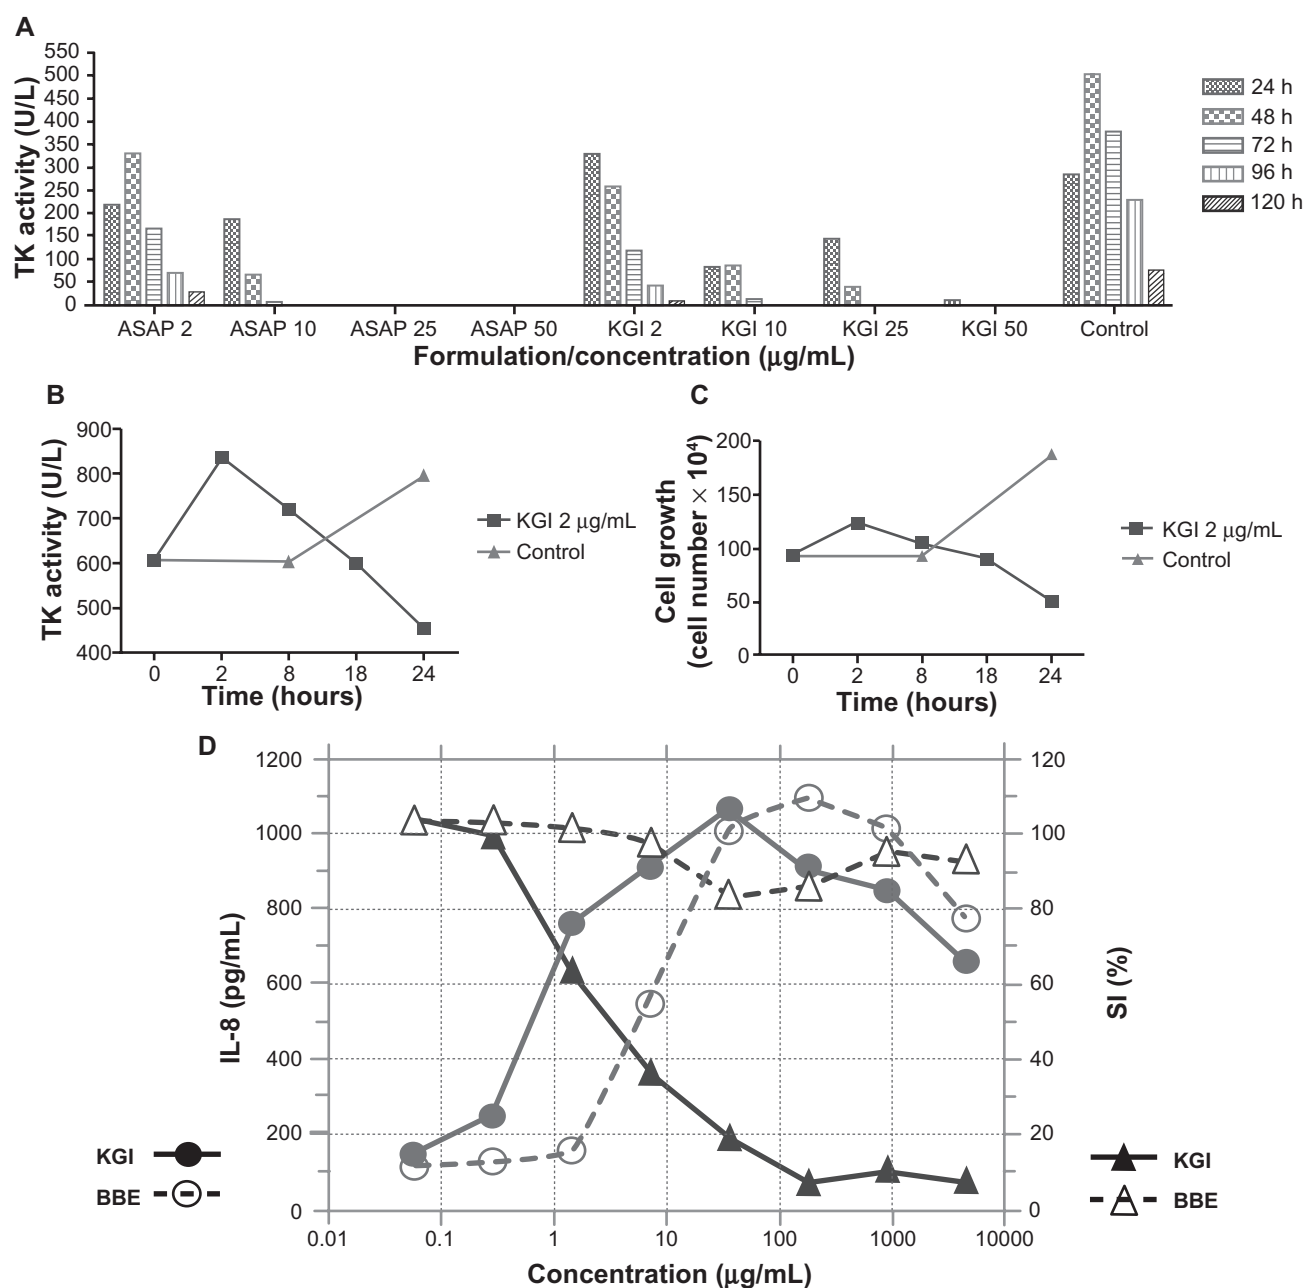 A
TK activity (U/L)
550
500
450
400
350
300
250
200
150
100
50
0
ASAP 2 ASAP 10 ASAP 25 ASAP 50 KGI 2 KGI 10 KGI 25 KGI 50 Control
Formulation/concentration (µg/mL)
24 h
48 h
72 h
96 h
120 h
B
TK activity (U/L)
900
800
700
600
500
400
0 2 8 18 24
Time (hours)
KGI 2 µg/mL
Control
C
Cell growth
(cell number × 10⁴)
200
150
100
50
0
0 2 8 18 24
Time (hours)
KGI 2 µg/mL
Control
D
IL-8 (pg/mL)
1200
1000
800
600
400
200
0
120
100
80
60
40
20
0
SI (%)
0.01 0.1 1 10 100 1000 10000
Concentration (µg/mL)
KGI
BBE
KGI
BBE